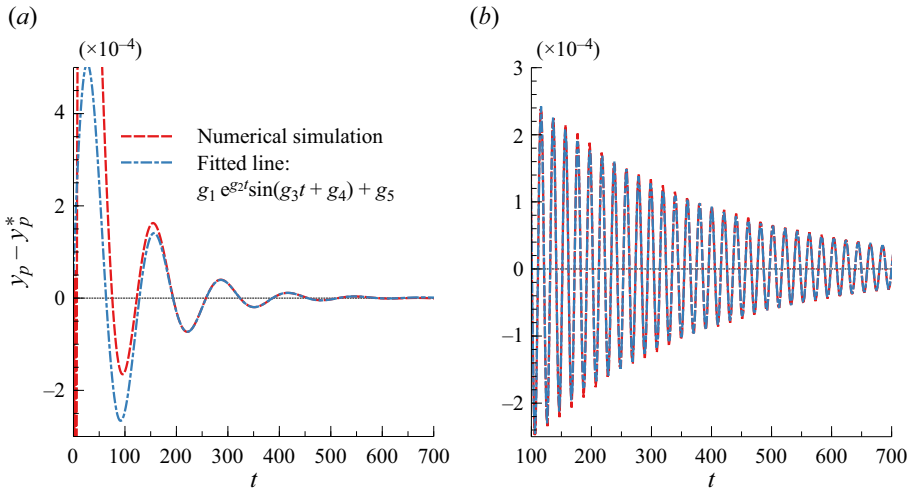 (a)
(×10⁻⁴)
4
2
0
−2
y_p − y_p^*
Numerical simulation
Fitted line:
g₁ e^{g₂t}sin(g₃t + g₄) + g₅
0 100 200 300 400 500 600 700
t
(b)
(×10⁻⁴)
3
2
1
0
−1
−2
100 200 300 400 500 600 700
t